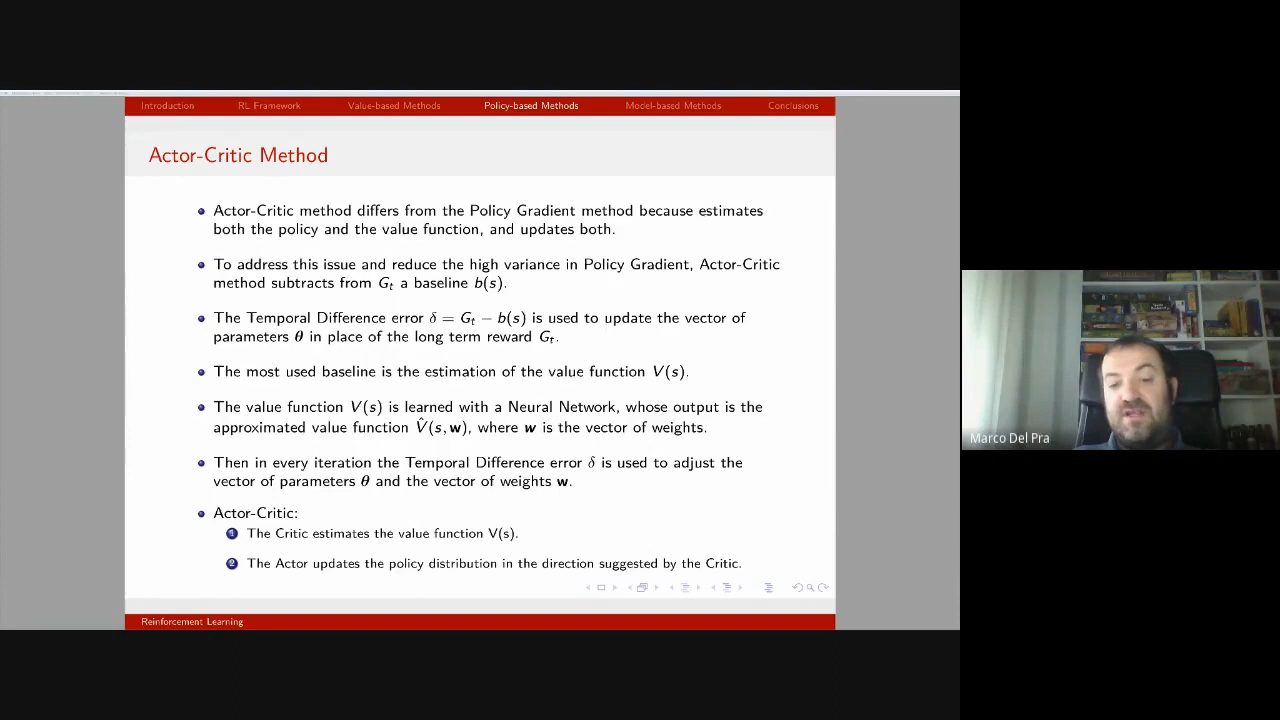 Introduction RL Framework Value-based Methods Policy-based Methods Model-based Methods Conclusions
Actor-Critic Method
Actor-Critic method differs from the Policy Gradient method because estimates
both the policy and the value function, and updates both.
To address this issue and reduce the high variance in Policy Gradient, Actor-Critic
method subtracts from Gₜ a baseline b(s).
The Temporal Difference error δ = Gₜ − b(s) is used to update the vector of
parameters θ in place of the long term reward Gₜ.
The most used baseline is the estimation of the value function V(s).
The value function V(s) is learned with a Neural Network, whose output is the
approximated value function V̂(s, w), where w is the vector of weights.
Then in every iteration the Temporal Difference error δ is used to adjust the
vector of parameters θ and the vector of weights w.
Actor-Critic:
1 The Critic estimates the value function V(s).
2 The Actor updates the policy distribution in the direction suggested by the Critic.
Reinforcement Learning
Marco Del Pra